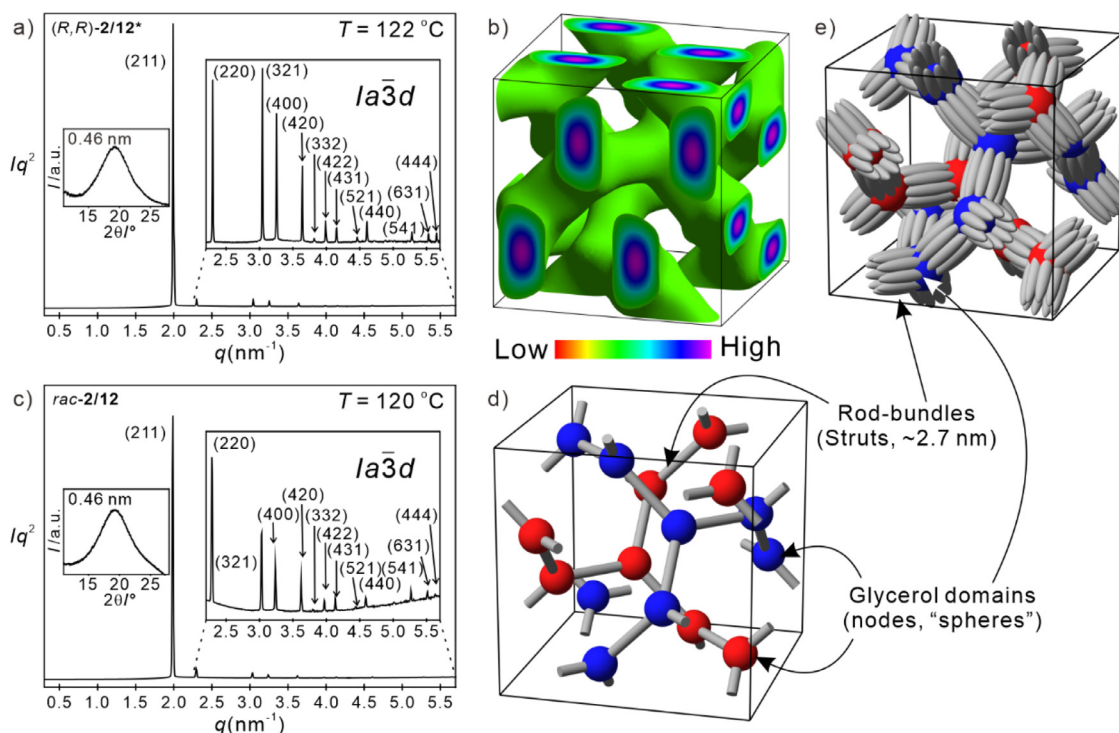 a)
(R,R)-2/12*
T = 122 °C
(211)
0.46 nm
I/a.u.
12 15 20 25
2θ/°
(220)
(321)
(400)
Ia3̅d
(420)
(332)
(422)
(431)
(521)
(440)
(541)
(631)
(444)
2.5 3.0 3.5 4.0 4.5 5.0 5.5
Iq²
0.5 1.0 1.5 2.0 2.5 3.0 3.5 4.0 4.5 5.0 5.5
q(nm⁻¹)
b)
Low High
c)
rac-2/12
T = 120 °C
(211)
0.46 nm
I/a.u.
12 15 20 25
2θ/°
(220)
(321)
(400)
Ia3̅d
(420)
(332)
(422)
(431)
(521)
(440)
(541)
(631)
(444)
2.5 3.0 3.5 4.0 4.5 5.0 5.5
Iq²
0.5 1.0 1.5 2.0 2.5 3.0 3.5 4.0 4.5 5.0 5.5
q(nm⁻¹)
d)
e)
Rod-bundles
(Struts, ~2.7 nm)
Glycerol domains
(nodes, “spheres”)